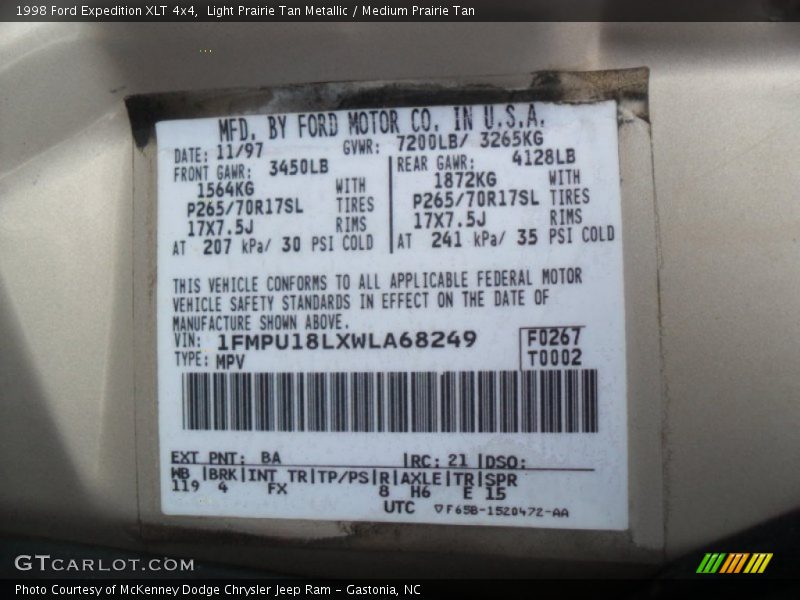 1998 Ford Expedition XLT 4x4, Light Prairie Tan Metallic / Medium Prairie Tan
MFD. BY FORD MOTOR CO. IN U.S.A.
DATE: 11/97 GVWR: 7200LB/ 3265KG
FRONT GAWR: 3450LB REAR GAWR: 4128LB
1564KG WITH 1872KG WITH
P265/70R17SL TIRES P265/70R17SL TIRES
17X7.5J RIMS 17X7.5J RIMS
AT 207 kPa/ 30 PSI COLD AT 241 kPa/ 35 PSI COLD
THIS VEHICLE CONFORMS TO ALL APPLICABLE FEDERAL MOTOR
VEHICLE SAFETY STANDARDS IN EFFECT ON THE DATE OF
MANUFACTURE SHOWN ABOVE.
VIN: 1FMPU18LXWLA68249 F0267
TYPE: MPV T0002
EXT PNT: BA RC: 21 DSO:
WB BRK INT TR TP/PS R AXLE TR SPR
119 4 FX 8 H6 E 15
UTC F65B-1520472-AA
GTCARLOT.COM
Photo Courtesy of McKenney Dodge Chrysler Jeep Ram - Gastonia, NC